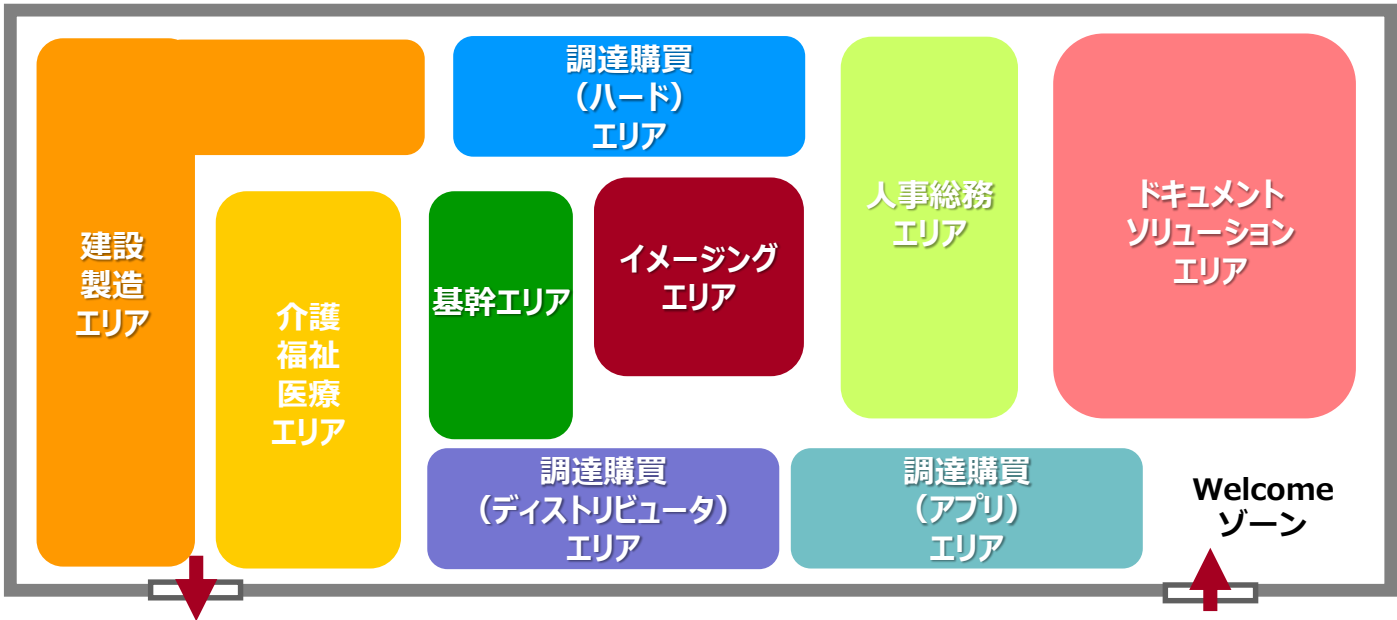 調達購買
（ハード）
エリア
人事総務
エリア
ドキュメント
ソリューション
エリア
建設
製造
エリア
介護
福祉
医療
エリア
基幹エリア
イメージング
エリア
調達購買
（ディストリビュータ）
エリア
調達購買
（アプリ）
エリア
Welcome
ゾーン